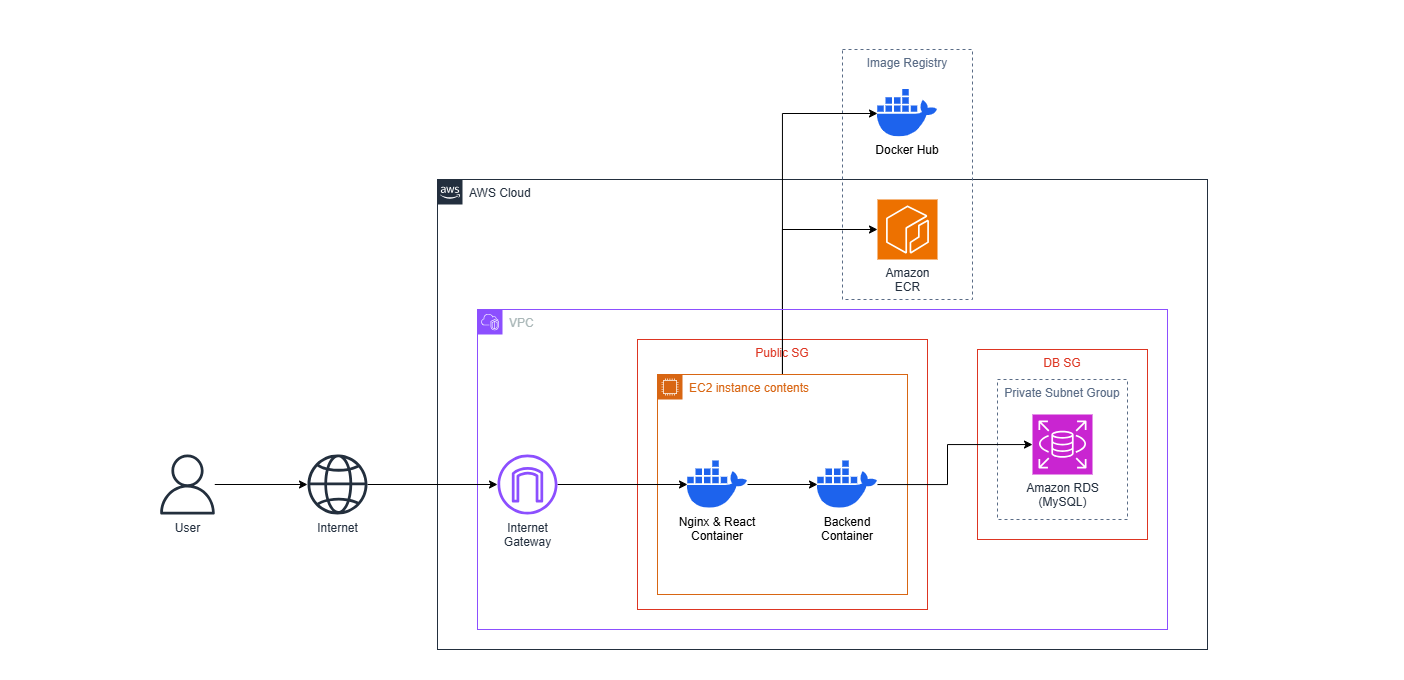 Image Registry
Docker Hub
aws
AWS Cloud
Amazon
ECR
VPC
Public SG
DB SG
EC2 instance contents
Private Subnet Group
Amazon RDS
(MySQL)
User
Internet
Internet
Gateway
Nginx & React
Container
Backend
Container